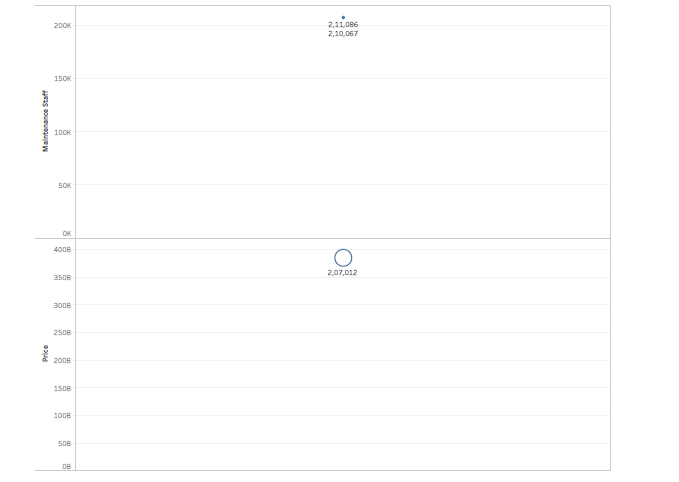 200K
2,11,086
2,10,067
150K
Maintenance Staff
100K
50K
0K
400B
2,07,012
350B
300B
250B
Price
200B
150B
100B
50B
0B